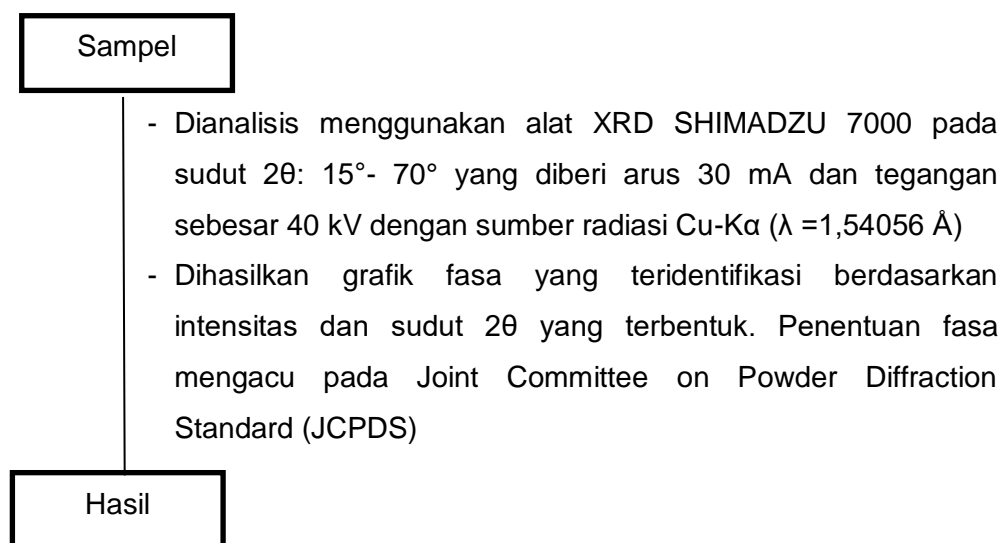 Sampel
- Dianalisis menggunakan alat XRD SHIMADZU 7000 pada
sudut 2θ: 15°- 70° yang diberi arus 30 mA dan tegangan
sebesar 40 kV dengan sumber radiasi Cu-Kα (λ =1,54056 Å)
- Dihasilkan grafik fasa yang teridentifikasi berdasarkan
intensitas dan sudut 2θ yang terbentuk. Penentuan fasa
mengacu pada Joint Committee on Powder Diffraction
Standard (JCPDS)
Hasil